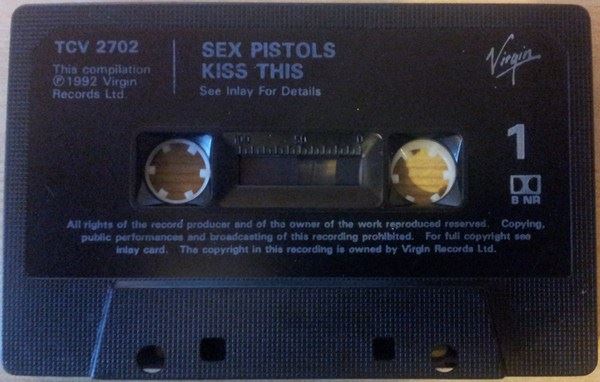 TCV 2702
This compilation
℗1992 Virgin
Records Ltd.
SEX PISTOLS
KISS THIS
See Inlay For Details
Virgin
100 50 0
1
B NR
All rights of the record producer and of the owner of the work reproduced reserved. Copying,
public performances and broadcasting of this recording prohibited. For full copyright see
inlay card. The copyright in this recording is owned by Virgin Records Ltd.